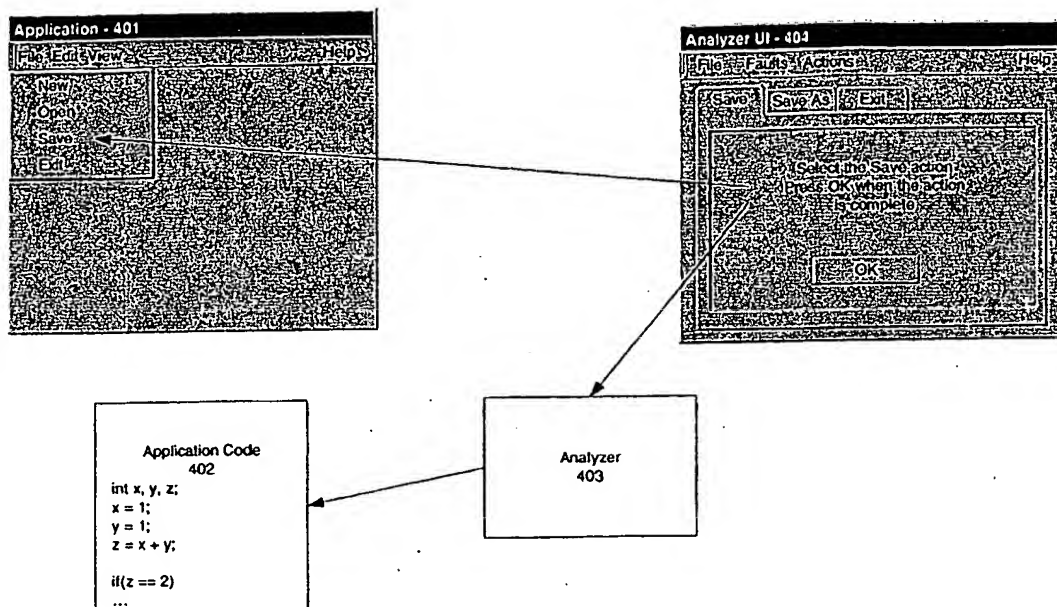 Application - 401
File Edit View Help
New
Open
Save
Exit
Analyzer UI - 404
File Faults Actions Help
Save Save As Exit
Select the Save action
Press OK when the action
is complete
OK
Application Code
402
int x, y, z;
x = 1;
y = 1;
z = x + y;
if(z == 2)
...
Analyzer
403